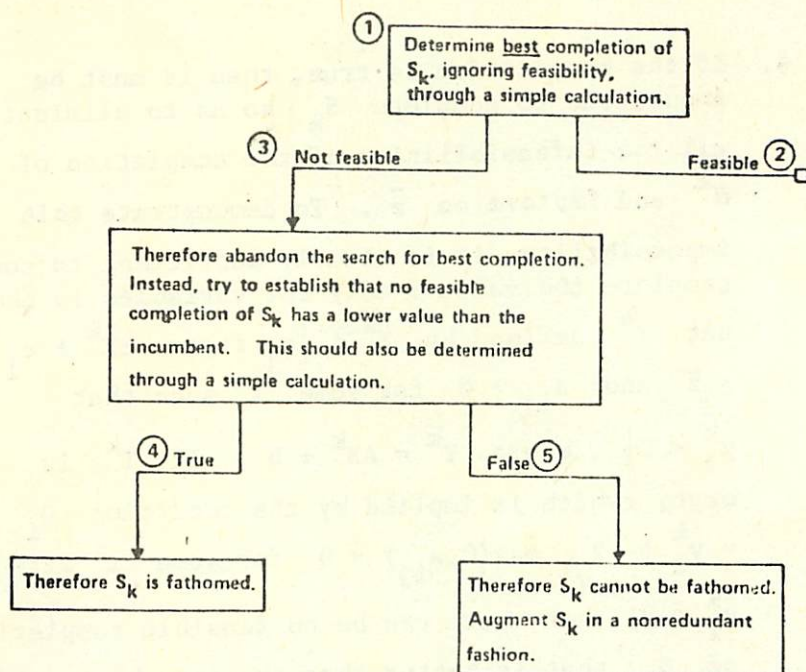 1
Determine best completion of
Sk, ignoring feasibility,
through a simple calculation.
3 Not feasible
Feasible 2
Therefore abandon the search for best completion.
Instead, try to establish that no feasible
completion of Sk has a lower value than the
incumbent. This should also be determined
through a simple calculation.
4 True
False 5
Therefore Sk is fathomed.
Therefore Sk cannot be fathomed.
Augment Sk in a nonredundant
fashion.